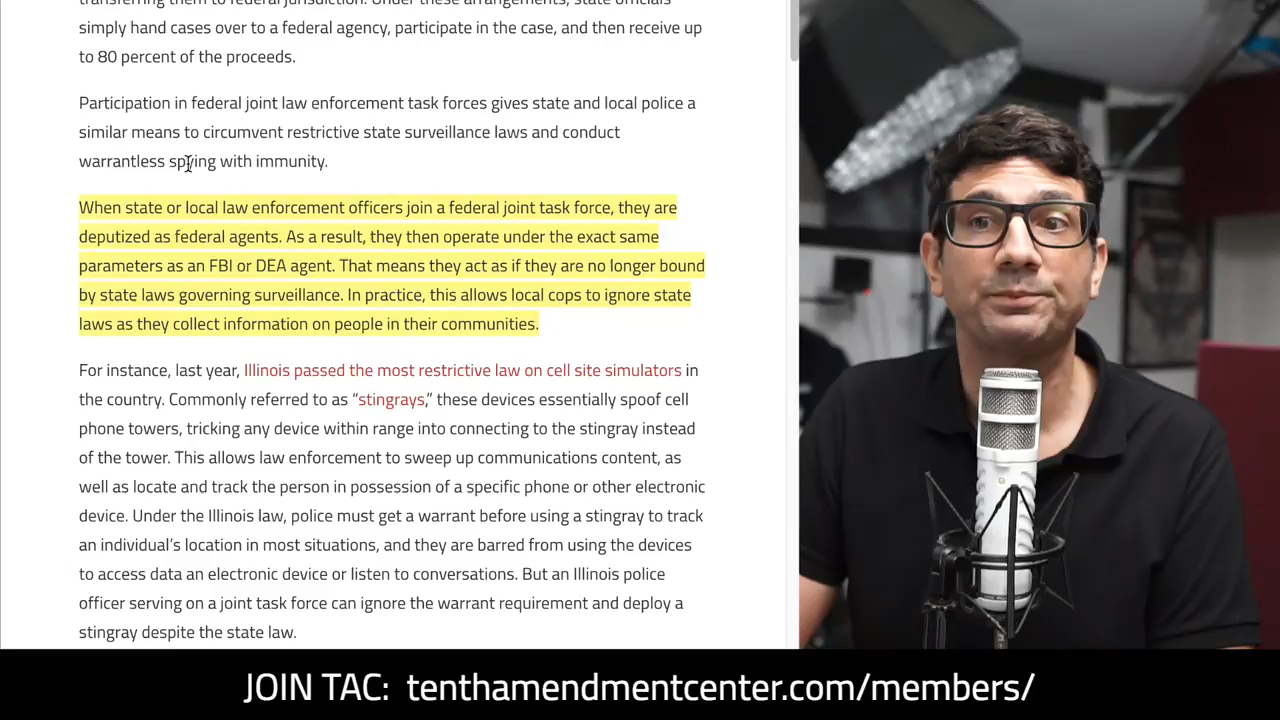 transferring them to federal jurisdiction. Under these arrangements, state officials
simply hand cases over to a federal agency, participate in the case, and then receive up
to 80 percent of the proceeds.
Participation in federal joint law enforcement task forces gives state and local police a
similar means to circumvent restrictive state surveillance laws and conduct
warrantless spying with immunity.
When state or local law enforcement officers join a federal joint task force, they are
deputized as federal agents. As a result, they then operate under the exact same
parameters as an FBI or DEA agent. That means they act as if they are no longer bound
by state laws governing surveillance. In practice, this allows local cops to ignore state
laws as they collect information on people in their communities.
For instance, last year, Illinois passed the most restrictive law on cell site simulators in
the country. Commonly referred to as “stingrays,” these devices essentially spoof cell
phone towers, tricking any device within range into connecting to the stingray instead
of the tower. This allows law enforcement to sweep up communications content, as
well as locate and track the person in possession of a specific phone or other electronic
device. Under the Illinois law, police must get a warrant before using a stingray to track
an individual’s location in most situations, and they are barred from using the devices
to access data an electronic device or listen to conversations. But an Illinois police
officer serving on a joint task force can ignore the warrant requirement and deploy a
stingray despite the state law.
JOIN TAC: tenthamendmentcenter.com/members/